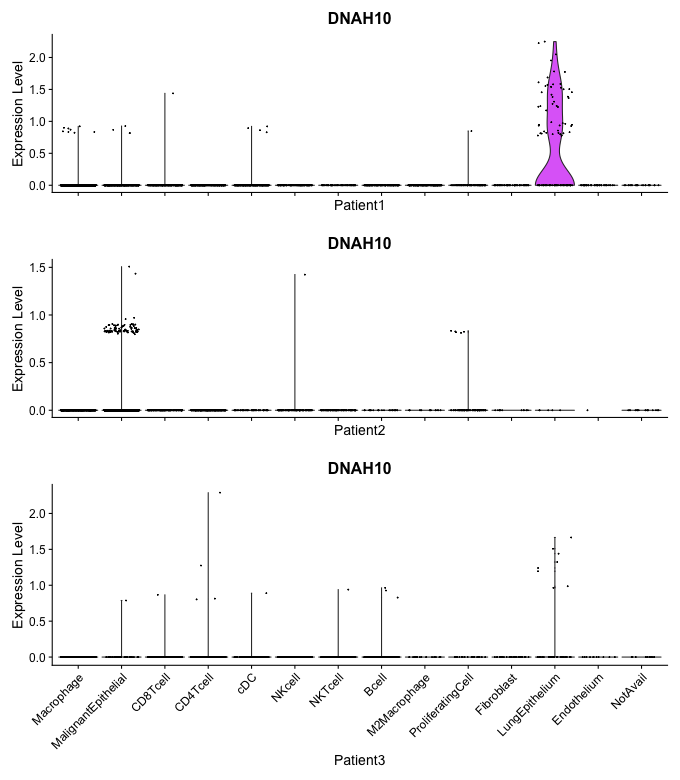 DNAH10
Expression Level
2.0
1.5
1.0
0.5
0.0
Patient1
DNAH10
Expression Level
1.5
1.0
0.5
0.0
Patient2
DNAH10
Expression Level
2.0
1.5
1.0
0.5
0.0
Macrophage
MalignantEpithelial
CD8Tcell
CD4Tcell
cDC
NKcell
NKTcell
Bcell
M2Macrophage
ProliferatingCell
Fibroblast
LungEpithelium
Endothelium
NotAvail
Patient3